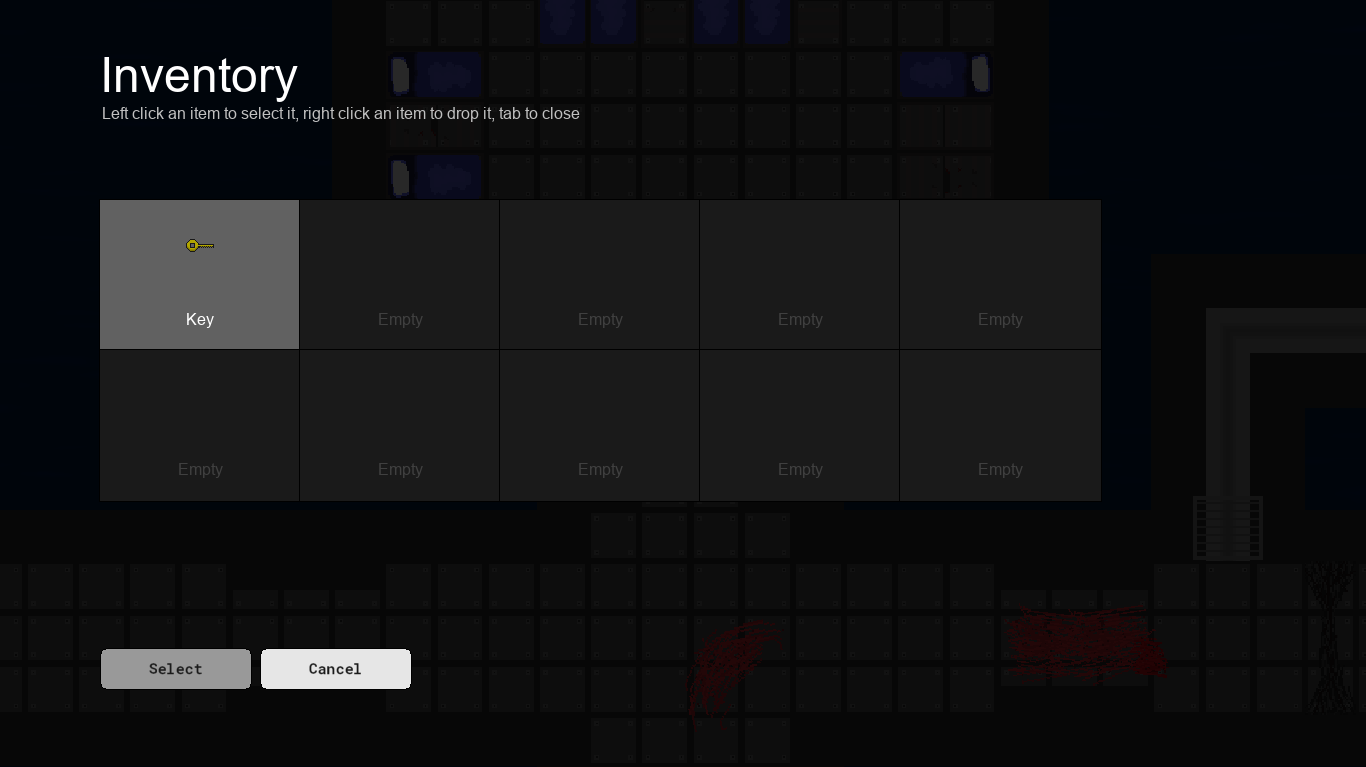 Inventory
Left click an item to select it, right click an item to drop it, tab to close
Key Empty Empty Empty Empty
Empty Empty Empty Empty Empty
Select Cancel